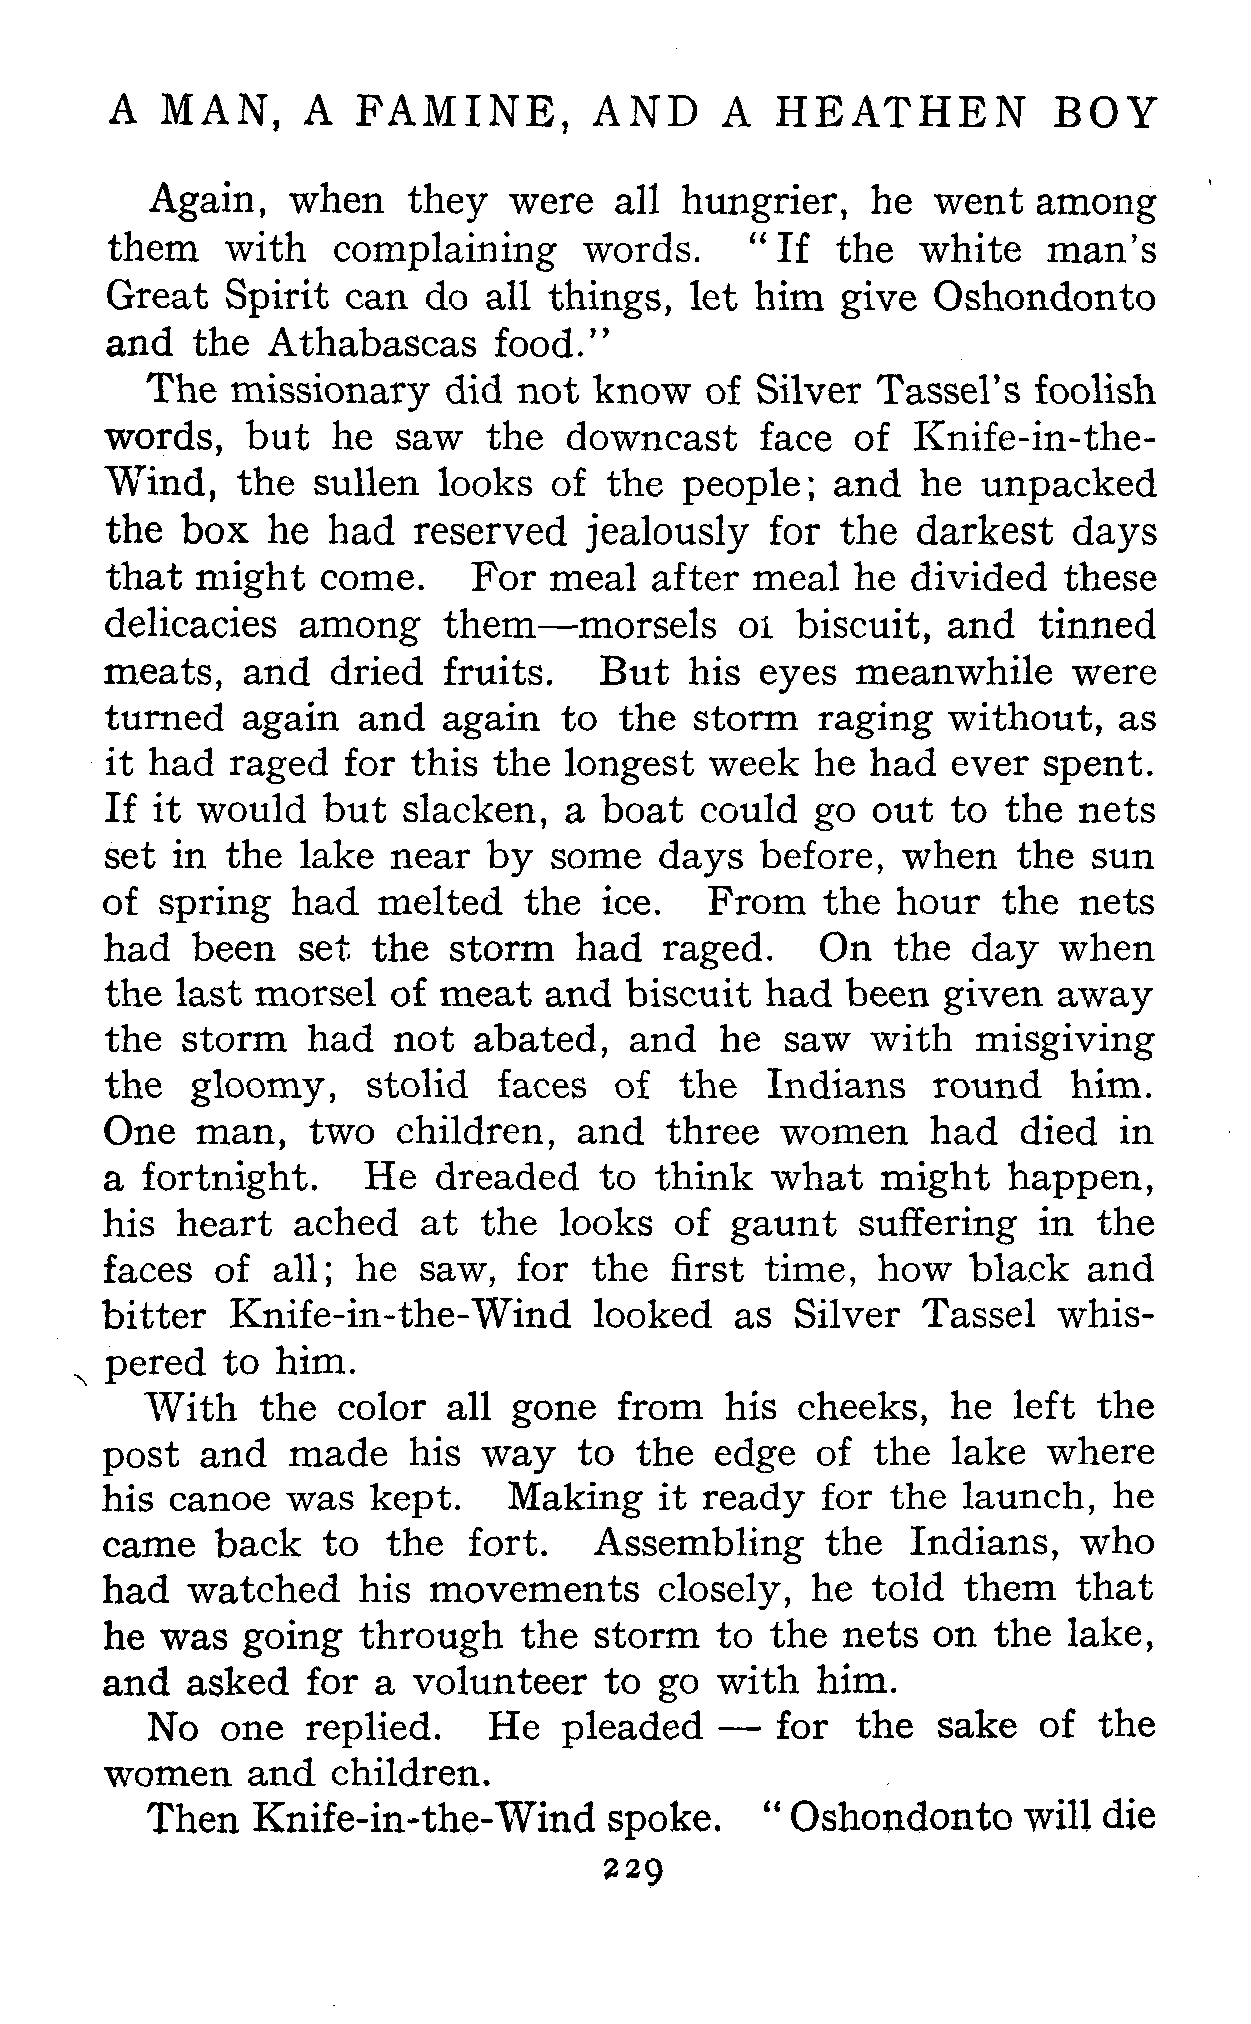 A MAN, A FAMINE, AND A HEATHEN BOY
Again, when they were all hungrier, he went among
them with complaining words. "If the white man's
Great Spirit can do all things, let him give Oshondonto
and the Athabascas food."
The missionary did not know of Silver Tassel's foolish
words, but he saw the downcast face of Knife-in-the-
Wind, the sullen looks of the people; and he unpacked
the box he had reserved jealously for the darkest days
that might come. For meal after meal he divided these
delicacies among them—morsels oi biscuit, and tinned
meats, and dried fruits. But his eyes meanwhile were
turned again and again to the storm raging without, as
it had raged for this the longest week he had ever spent.
If it would but slacken, a boat could go out to the nets
set in the lake near by some days before, when the sun
of spring had melted the ice. From the hour the nets
had been set the storm had raged. On the day when
the last morsel of meat and biscuit had been given away
the storm had not abated, and he saw with misgiving
the gloomy, stolid faces of the Indians round him.
One man, two children, and three women had died in
a fortnight. He dreaded to think what might happen,
his heart ached at the looks of gaunt suffering in the
faces of all; he saw, for the first time, how black and
bitter Knife-in-the-Wind looked as Silver Tassel whis-
pered to him.
With the color all gone from his cheeks, he left the
post and made his way to the edge of the lake where
his canoe was kept. Making it ready for the launch, he
came back to the fort. Assembling the Indians, who
had watched his movements closely, he told them that
he was going through the storm to the nets on the lake,
and asked for a volunteer to go with him.
No one replied. He pleaded — for the sake of the
women and children.
Then Knife-in-the-Wind spoke. "Oshondonto will die
229